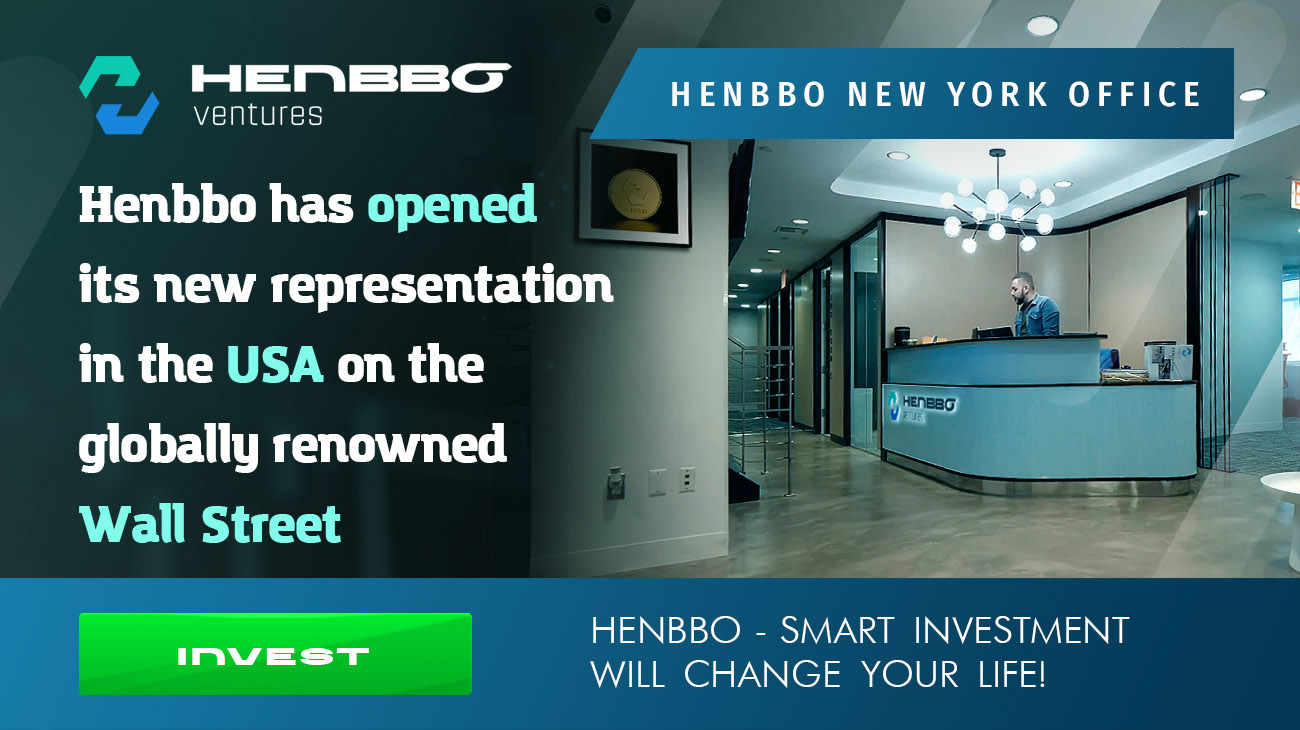 HENBBO
ventures
HENBBO NEW YORK OFFICE
Henbbo has opened
its new representation
in the USA on the
globally renowned
Wall Street
HENBBO
ventures
INVEST
HENBBO - SMART INVESTMENT
WILL CHANGE YOUR LIFE!